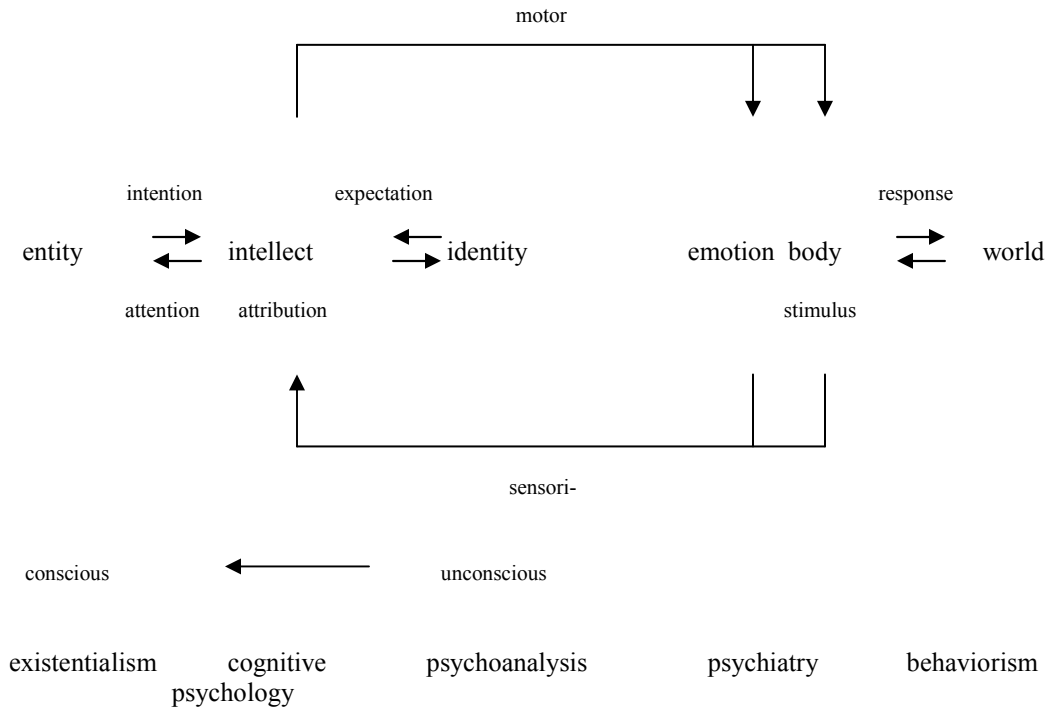 motor
intention expectation response
entity intellect identity emotion body world
attention attribution stimulus
sensori-
conscious unconscious
existentialism cognitive psychoanalysis psychiatry behaviorism
psychology